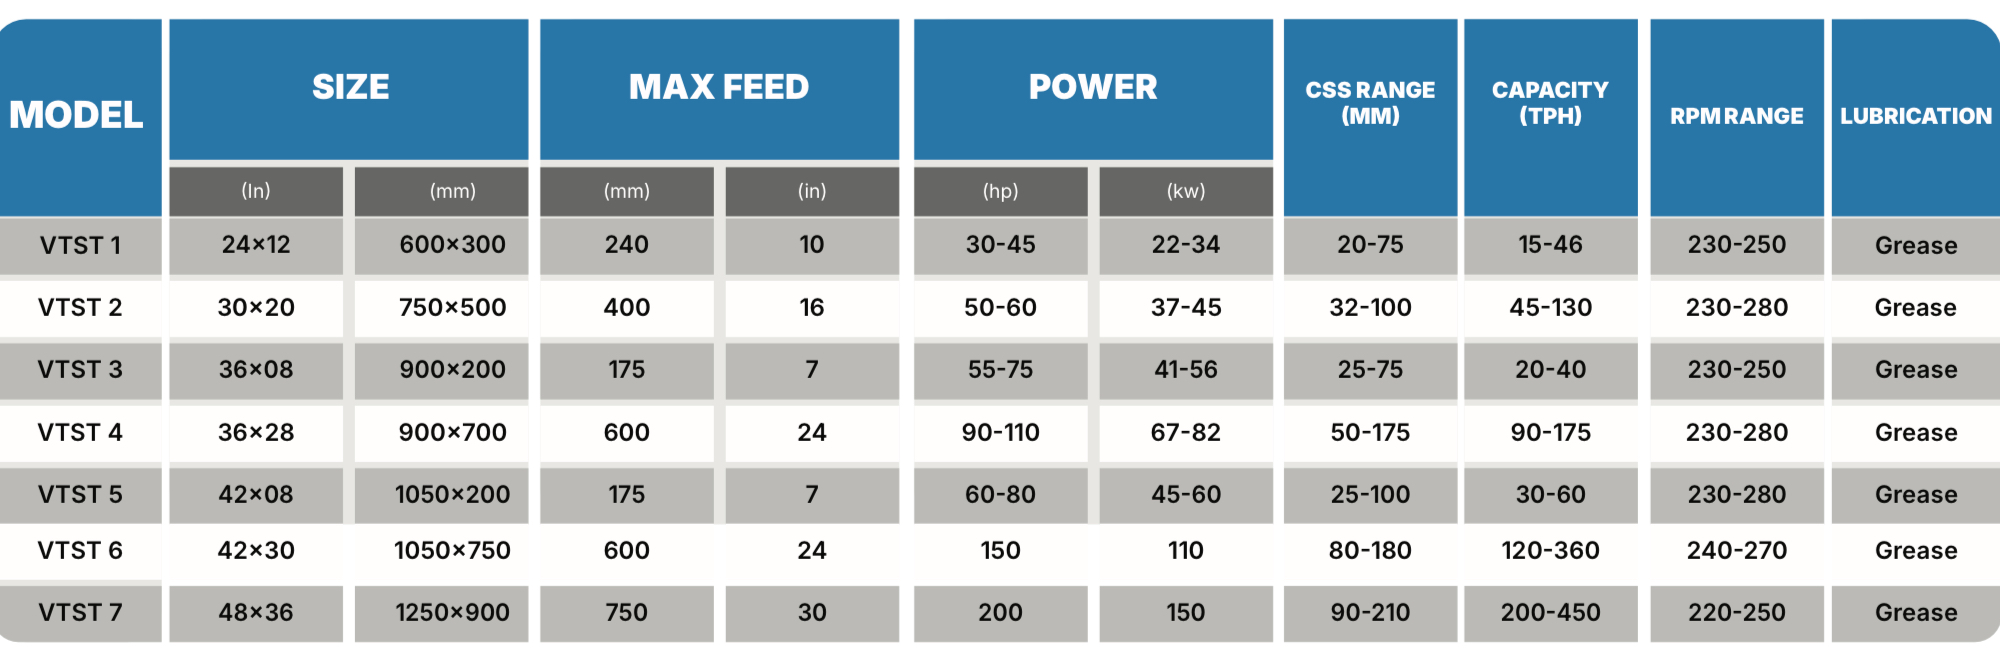 MODEL SIZE MAX FEED POWER CSS RANGE (MM) CAPACITY (TPH) RPM RANGE LUBRICATION
(In) (mm) (mm) (in) (hp) (kw)
VTST 1 24×12 600×300 240 10 30-45 22-34 20-75 15-46 230-250 Grease
VTST 2 30×20 750×500 400 16 50-60 37-45 32-100 45-130 230-280 Grease
VTST 3 36×08 900×200 175 7 55-75 41-56 25-75 20-40 230-250 Grease
VTST 4 36×28 900×700 600 24 90-110 67-82 50-175 90-175 230-280 Grease
VTST 5 42×08 1050×200 175 7 60-80 45-60 25-100 30-60 230-280 Grease
VTST 6 42×30 1050×750 600 24 150 110 80-180 120-360 240-270 Grease
VTST 7 48×36 1250×900 750 30 200 150 90-210 200-450 220-250 Grease